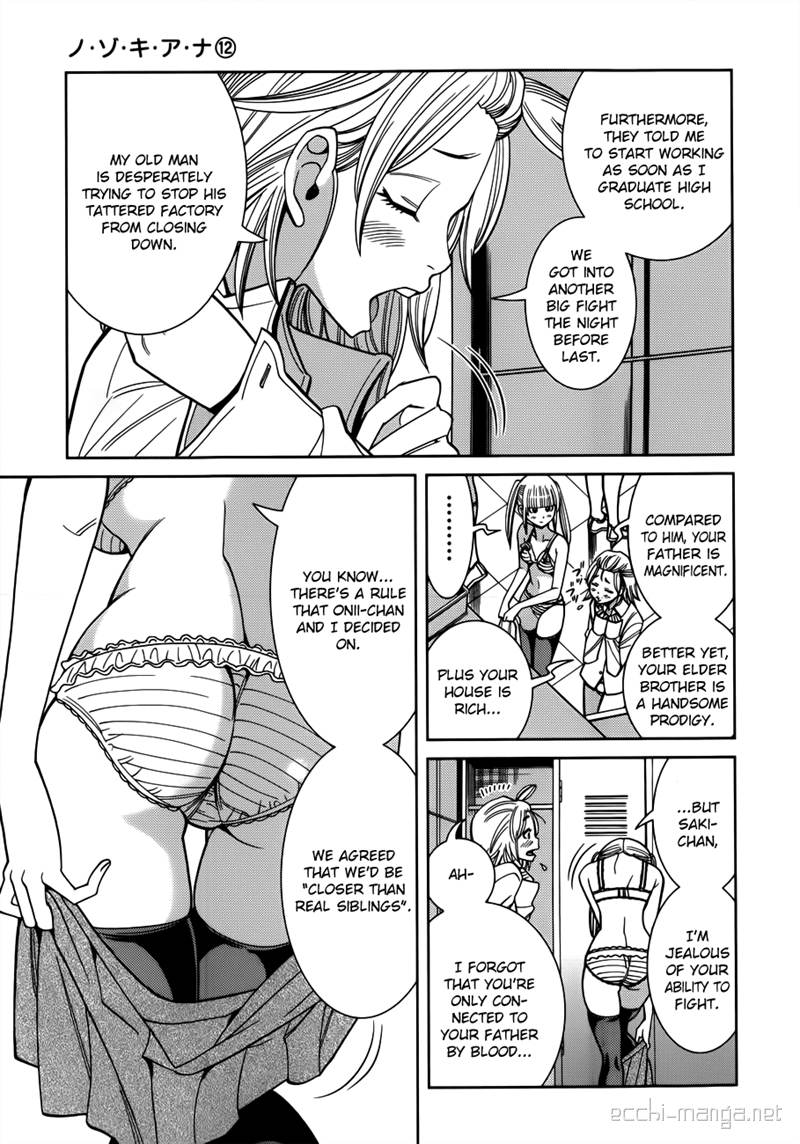 ノ・ゾ・キ・ア・ナ⑫
FURTHERMORE,
THEY TOLD ME
TO START WORKING
AS SOON AS I
GRADUATE HIGH
SCHOOL.
WE
GOT INTO
ANOTHER
BIG FIGHT
THE NIGHT
BEFORE
LAST.
MY OLD MAN
IS DESPERATELY
TRYING TO STOP HIS
TATTERED FACTORY
FROM CLOSING
DOWN.
COMPARED
TO HIM, YOUR
FATHER IS
MAGNIFICENT.
BETTER YET,
YOUR ELDER
BROTHER IS
A HANDSOME
PRODIGY.
PLUS YOUR
HOUSE IS
RICH...
.........
...BUT
SAKI-
CHAN,
I'M
JEALOUS
OF YOUR
ABILITY TO
FIGHT.
AH-
I FORGOT
THAT YOU'RE
ONLY CON-
NECTED TO
YOUR FATHER
BY BLOOD...
YOU KNOW...
THERE'S A RULE
THAT ONII-CHAN
AND I DECIDED
ON.
WE AGREED
THAT WE'D BE
"CLOSER THAN
REAL SIBLINGS".
ecchi-manga.net